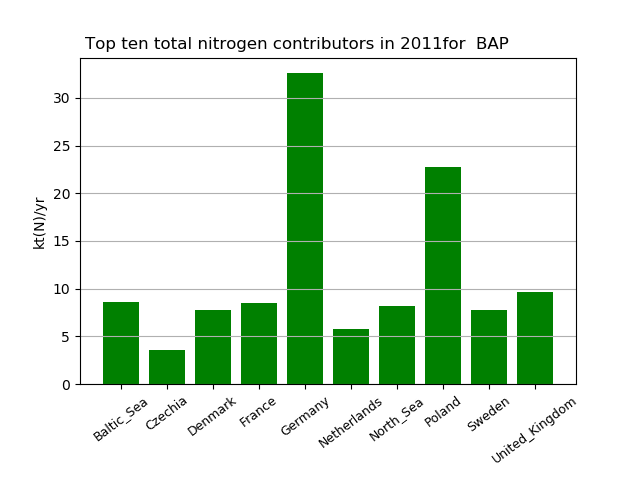 Top ten total nitrogen contributors in 2011for  BAP
kt(N)/yr
30
25
20
15
10
5
0
Baltic_Sea
Czechia
Denmark
France
Germany
Netherlands
North_Sea
Poland
Sweden
United_Kingdom